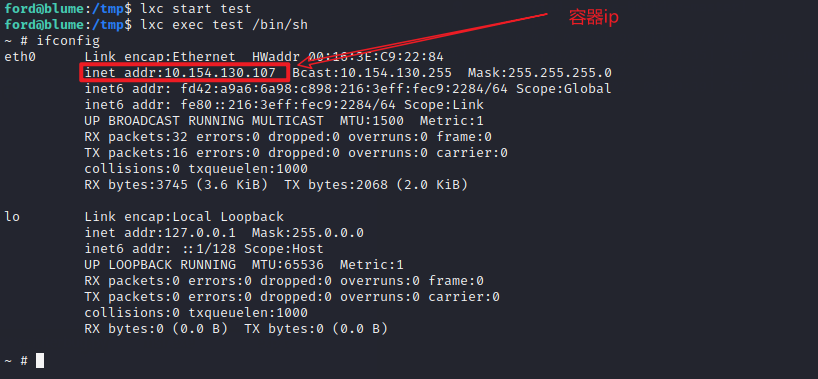 ford@blume:/tmp$ lxc start test
ford@blume:/tmp$ lxc exec test /bin/sh
容器ip
~ # ifconfig
eth0 Link encap:Ethernet HWaddr 00:16:3E:C9:22:84
inet addr:10.154.130.107 Bcast:10.154.130.255 Mask:255.255.255.0
inet6 addr: fd42:a9a6:6a98:c898:216:3eff:fec9:2284/64 Scope:Global
inet6 addr: fe80::216:3eff:fec9:2284/64 Scope:Link
UP BROADCAST RUNNING MULTICAST MTU:1500 Metric:1
RX packets:32 errors:0 dropped:0 overruns:0 frame:0
TX packets:16 errors:0 dropped:0 overruns:0 carrier:0
collisions:0 txqueuelen:1000
RX bytes:3745 (3.6 KiB) TX bytes:2068 (2.0 KiB)
lo Link encap:Local Loopback
inet addr:127.0.0.1 Mask:255.0.0.0
inet6 addr: ::1/128 Scope:Host
UP LOOPBACK RUNNING MTU:65536 Metric:1
RX packets:0 errors:0 dropped:0 overruns:0 frame:0
TX packets:0 errors:0 dropped:0 overruns:0 carrier:0
collisions:0 txqueuelen:1000
RX bytes:0 (0.0 B) TX bytes:0 (0.0 B)
~ #